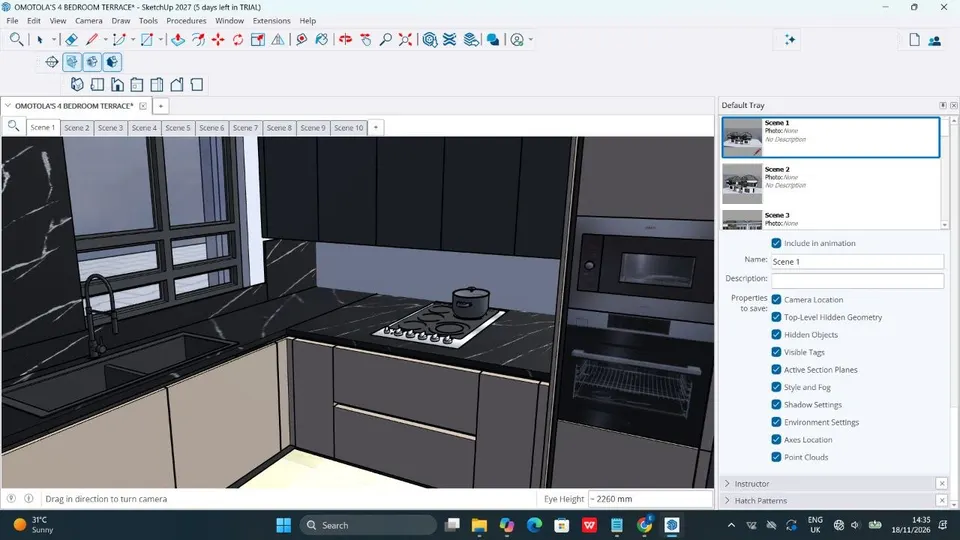 OMOTOLA'S 4 BEDROOM TERRACE* - SketchUp 2027 (5 days left in TRIAL)
File Edit View Camera Draw Tools Procedures Window Extensions Help
OMOTOLA'S 4 BEDROOM TERRACE*
Default Tray
Scene 1 Scene 2 Scene 3 Scene 4 Scene 5 Scene 6 Scene 7 Scene 8 Scene 9 Scene 10
Scene 1
Photo: None
No Description
Scene 2
Photo: None
No Description
Scene 3
Include in animation
Name: Scene 1
Description:
Properties to save:
Camera Location
Top-Level Hidden Geometry
Hidden Objects
Visible Tags
Active Section Planes
Style and Fog
Shadow Settings
Environment Settings
Axes Location
Point Clouds
Instructor
Hatch Patterns
Drag in direction to turn camera
Eye Height ~ 2260 mm
31°C
Sunny
Search
ENG
UK
14:35
18/11/2026